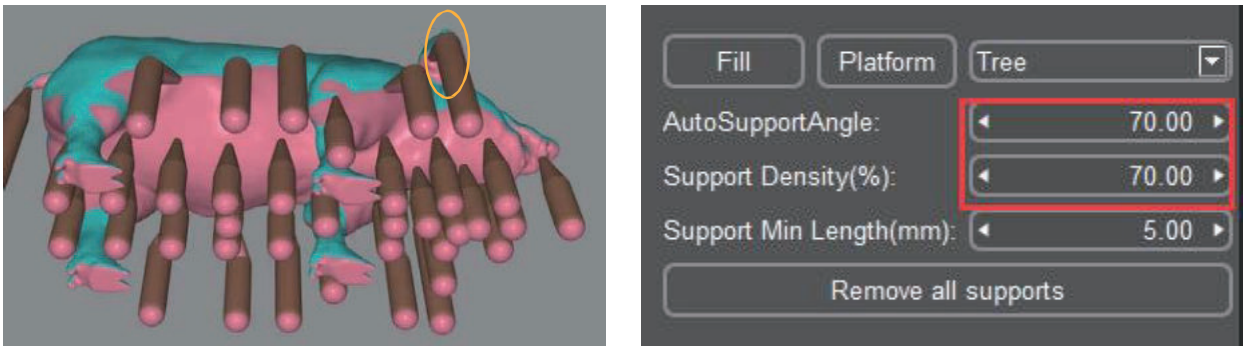 Fill Platform Tree
AutoSupportAngle: 70.00
Support Density(%): 70.00
Support Min Length(mm): 5.00
Remove all supports